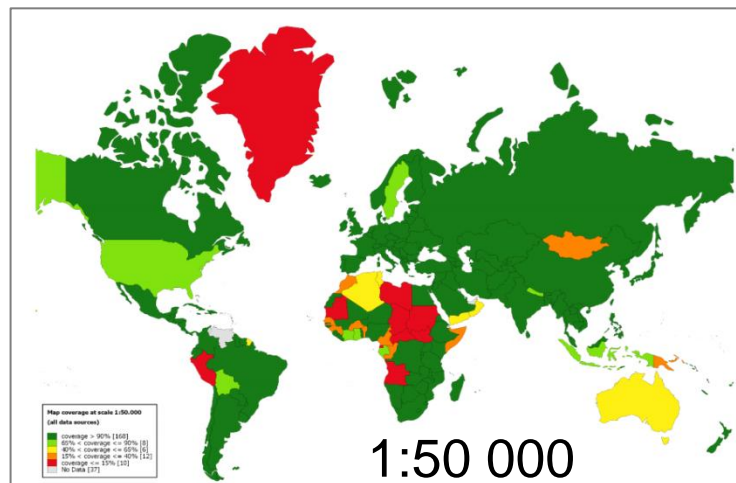 Map coverage at scale 1:50.000
(all data sources)
coverage > 90% [168]
65% < coverage <= 90% [8]
40% < coverage <= 65% [6]
15% < coverage <= 40% [12]
coverage <= 15% [10]
No Data [37]
1:50 000